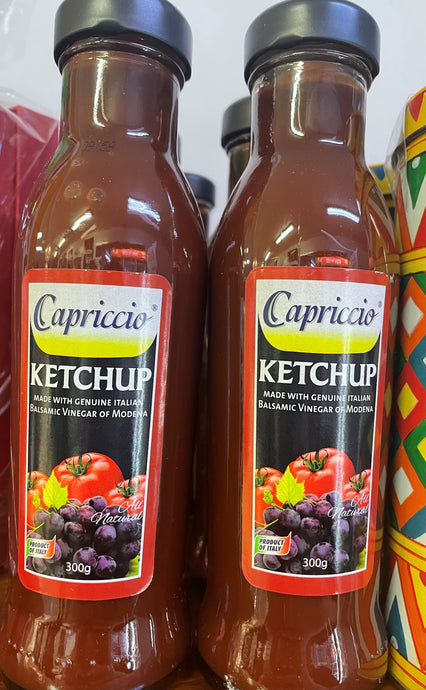 Capriccio®
KETCHUP
MADE WITH GENUINE ITALIAN
BALSAMIC VINEGAR OF MODENA
All
Natural
PRODUCT
OF ITALY
300g
Capriccio®
KETCHUP
MADE WITH GENUINE ITALIAN
BALSAMIC VINEGAR OF MODENA
All
Natural
PRODUCT
OF ITALY
300g